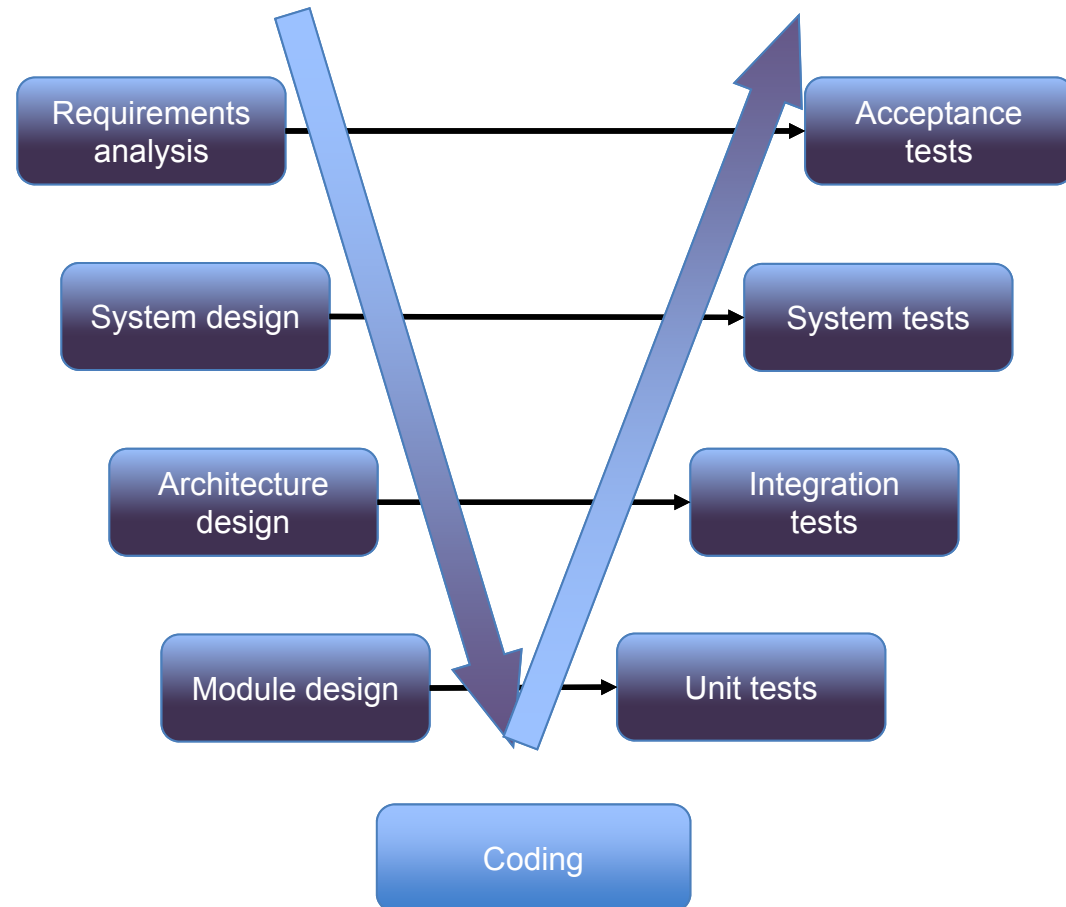 Requirements
analysis
Acceptance
tests
System design
System tests
Architecture
design
Integration
tests
Module design
Unit tests
Coding